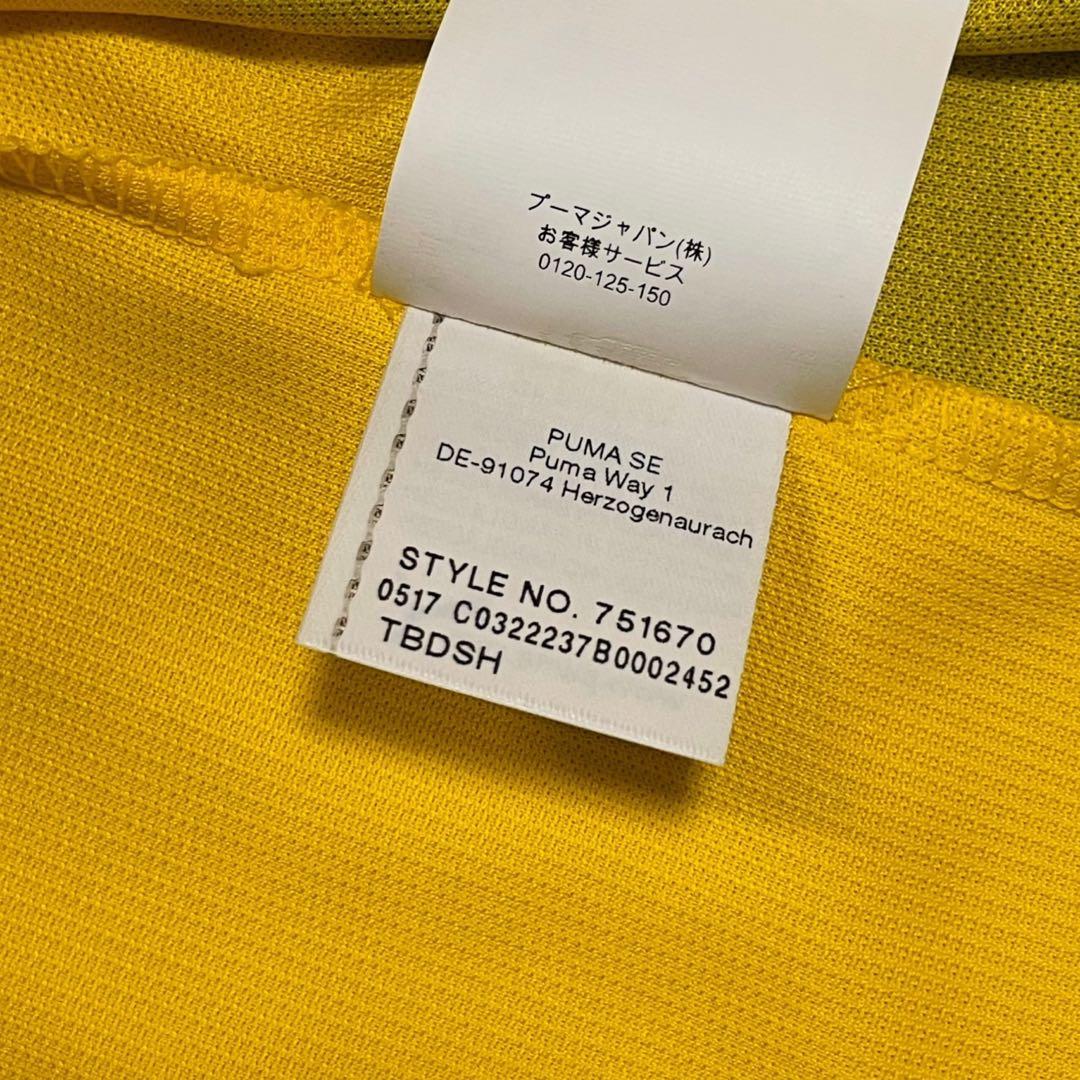 プーマジャパン(株)
お客様サービス
0120-125-150
PUMA SE
Puma Way 1
DE-91074 Herzogenaurach
STYLE NO. 751670
0517 C0322237B0002452
TBDSH